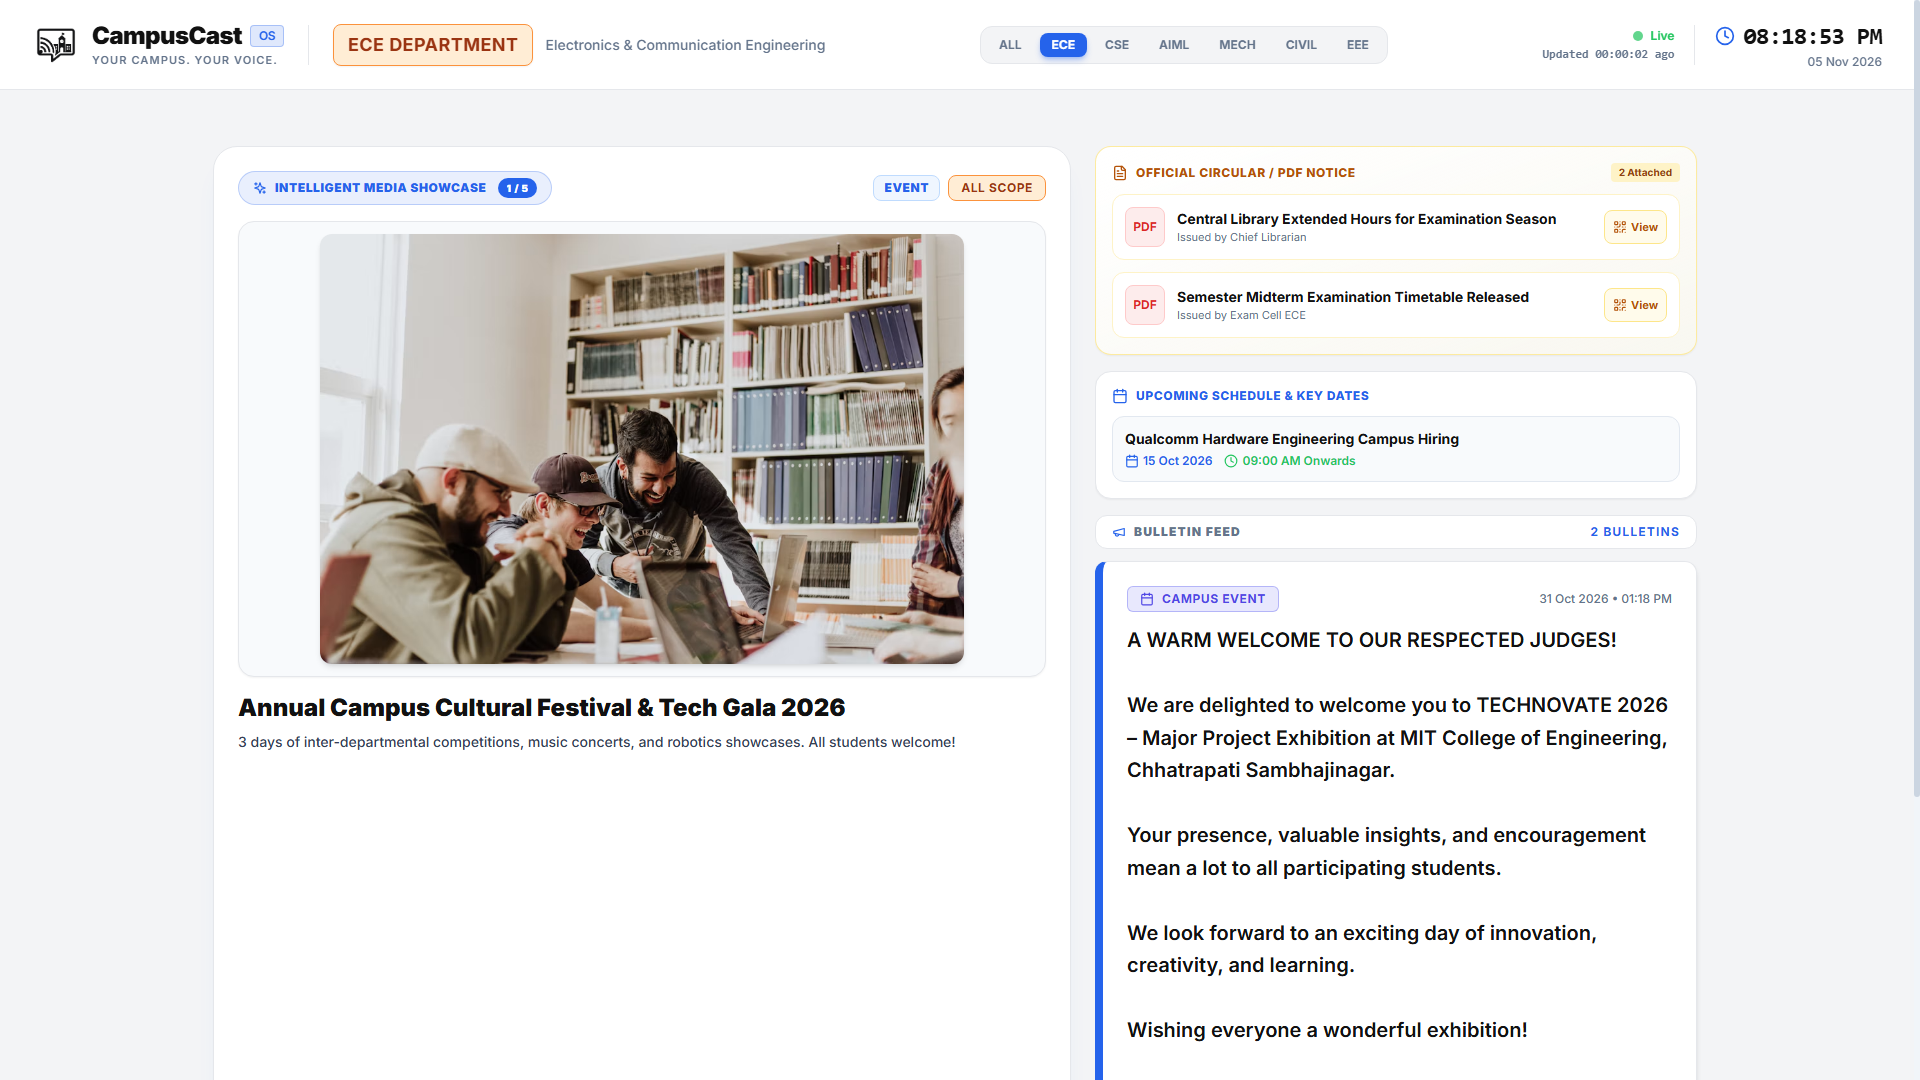 CampusCast OS
YOUR CAMPUS. YOUR VOICE.
ECE DEPARTMENT
Electronics & Communication Engineering
ALL ECE CSE AIML MECH CIVIL EEE
Live
Updated 00:00:02 ago
08:18:53 PM
05 Nov 2026
INTELLIGENT MEDIA SHOWCASE 1 / 5
EVENT ALL SCOPE
Annual Campus Cultural Festival & Tech Gala 2026
3 days of inter-departmental competitions, music concerts, and robotics showcases. All students welcome!
OFFICIAL CIRCULAR / PDF NOTICE
2 Attached
PDF
Central Library Extended Hours for Examination Season
Issued by Chief Librarian
View
PDF
Semester Midterm Examination Timetable Released
Issued by Exam Cell ECE
View
UPCOMING SCHEDULE & KEY DATES
Qualcomm Hardware Engineering Campus Hiring
15 Oct 2026 09:00 AM Onwards
BULLETIN FEED
2 BULLETINS
CAMPUS EVENT
31 Oct 2026 • 01:18 PM
A WARM WELCOME TO OUR RESPECTED JUDGES!
We are delighted to welcome you to TECHNOVATE 2026
– Major Project Exhibition at MIT College of Engineering,
Chhatrapati Sambhajinagar.
Your presence, valuable insights, and encouragement
mean a lot to all participating students.
We look forward to an exciting day of innovation,
creativity, and learning.
Wishing everyone a wonderful exhibition!